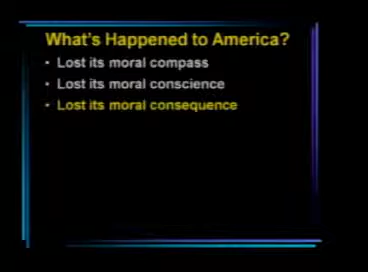 What's Happened to America?
• Lost its moral compass
• Lost its moral conscience
• Lost its moral consequence